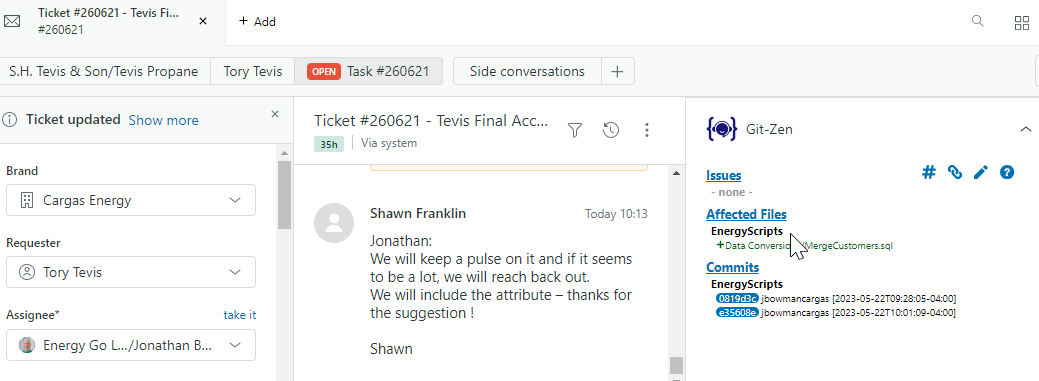 Ticket #260621 - Tevis Fi...
#260621
Add
S.H. Tevis & Son/Tevis Propane
Tory Tevis
OPEN Task #260621
Side conversations
Ticket updated Show more
Brand
Cargas Energy
Requester
Tory Tevis
Assignee* take it
Energy Go L.../Jonathan B...
Ticket #260621 - Tevis Final Acc...
35h Via system
Shawn Franklin Today 10:13
Jonathan:
We will keep a pulse on it and if it seems
to be a lot, we will reach back out.
We will include the attribute – thanks for
the suggestion !
Shawn
Git-Zen
Issues
- none -
Affected Files
EnergyScripts
+Data Conversion/MergeCustomers.sql
Commits
EnergyScripts
0819d3c jbowmancargas [2023-05-22T09:28:05-04:00]
e35608e jbowmancargas [2023-05-22T10:01:09-04:00]